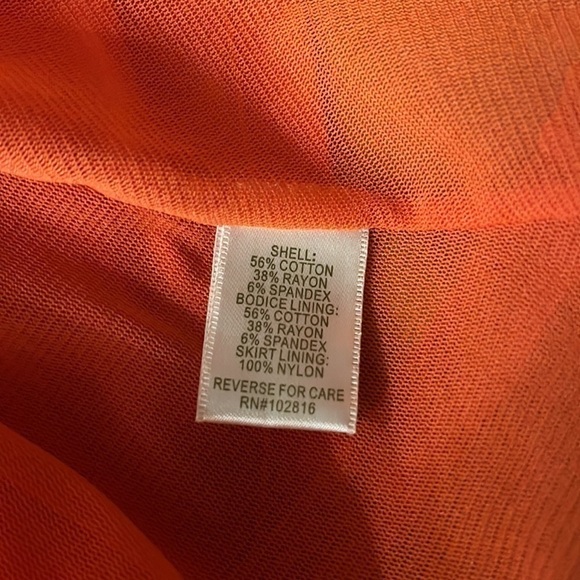 SHELL:
56% COTTON
38% RAYON
6% SPANDEX
BODICE LINING:
56% COTTON
38% RAYON
6% SPANDEX
SKIRT LINING:
100% NYLON
REVERSE FOR CARE
RN#102816